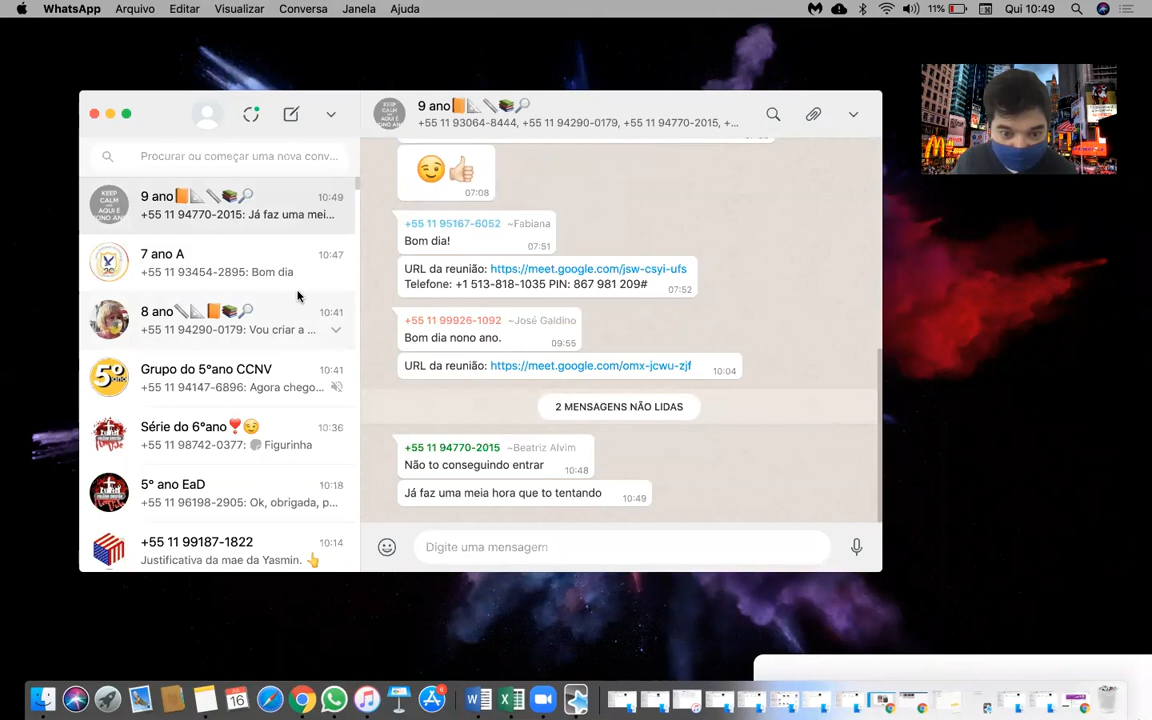 WhatsApp Arquivo Editar Visualizar Conversa Janela Ajuda 11% Qui 10:49
Procurar ou começar uma nova conv...
KEEP CALM AND AQUI É NONO ANO
9 ano 10:49
+55 11 94770-2015: Já faz uma mei...
7 ano A 10:47
+55 11 93454-2895: Bom dia
8 ano 10:41
+55 11 94290-0179: Vou criar a ...
5º
Grupo do 5ºano CCNV 10:41
+55 11 94147-6896: Agora chego...
Série do 6ºano❣️😉 10:36
+55 11 98742-0377: Figurinha
5º ano EaD 10:18
+55 11 96198-2905: Ok, obrigada, p...
+55 11 99187-1822 10:14
Justificativa da mae da Yasmin. 👆
9 ano
+55 11 93064-8444, +55 11 94290-0179, +55 11 94770-2015, +...
😉👍🏻
07:08
+55 11 95167-6052 ~Fabiana
Bom dia!
07:51
URL da reunião: https://meet.google.com/jsw-csyi-ufs
Telefone: +1 513-818-1035 PIN: 867 981 209#
07:52
+55 11 99926-1092 ~José Galdino
Bom dia nono ano.
09:55
URL da reunião: https://meet.google.com/omx-jcwu-zjf
10:04
2 MENSAGENS NÃO LIDAS
+55 11 94770-2015 ~Beatriz Alvim
Não to conseguindo entrar
10:48
Já faz uma meia hora que to tentando
10:49
Digite uma mensagem
16